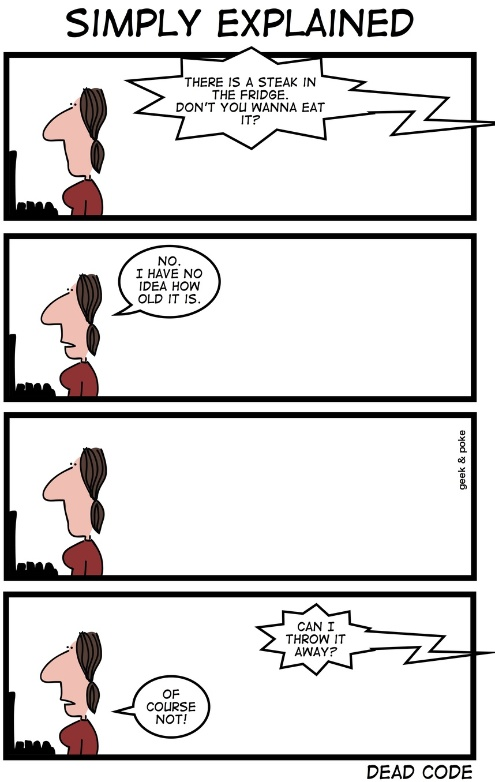 SIMPLY EXPLAINED
THERE IS A STEAK IN
THE FRIDGE.
DON'T YOU WANNA EAT
IT?
NO.
I HAVE NO
IDEA HOW
OLD IT IS.
geek & poke
CAN I
THROW IT
AWAY?
OF
COURSE
NOT!
DEAD CODE